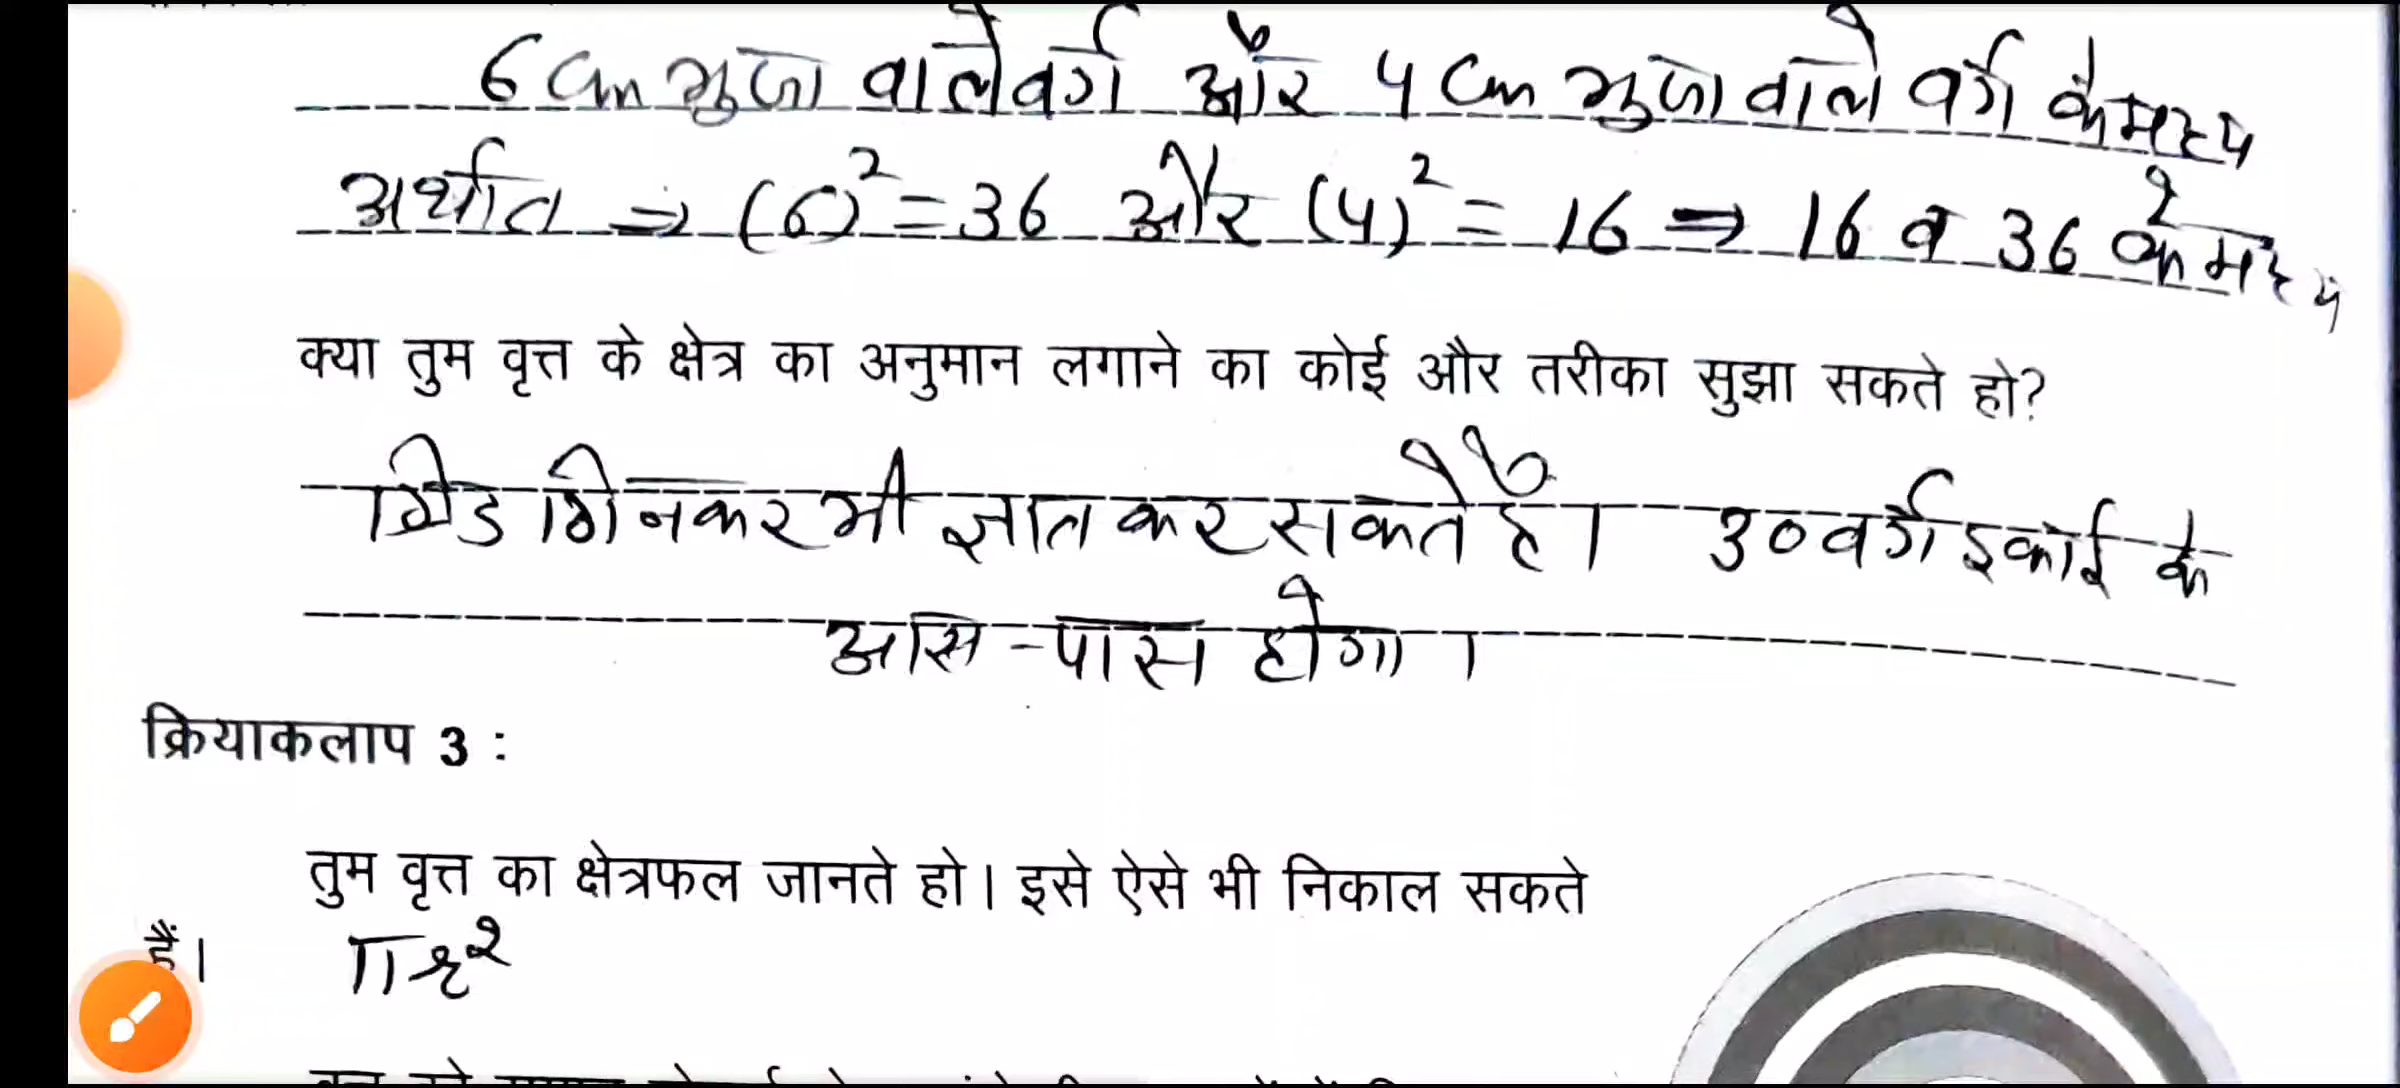 6 cm भुजा वाले वर्ग और 4 cm भुजा वाले वर्ग के मध्य
अर्थात ⇒ (6)² = 36 और (4)² = 16 ⇒ 16 व 36 के मध्य
क्या तुम वृत्त के क्षेत्र का अनुमान लगाने का कोई और तरीका सुझा सकते हो?
ग्रिड गिनकर भी ज्ञात कर सकते हैं। 30 वर्ग इकाई के
आस-पास होगा।
क्रियाकलाप 3 :
तुम वृत्त का क्षेत्रफल जानते हो। इसे ऐसे भी निकाल सकते
हैं। πr²